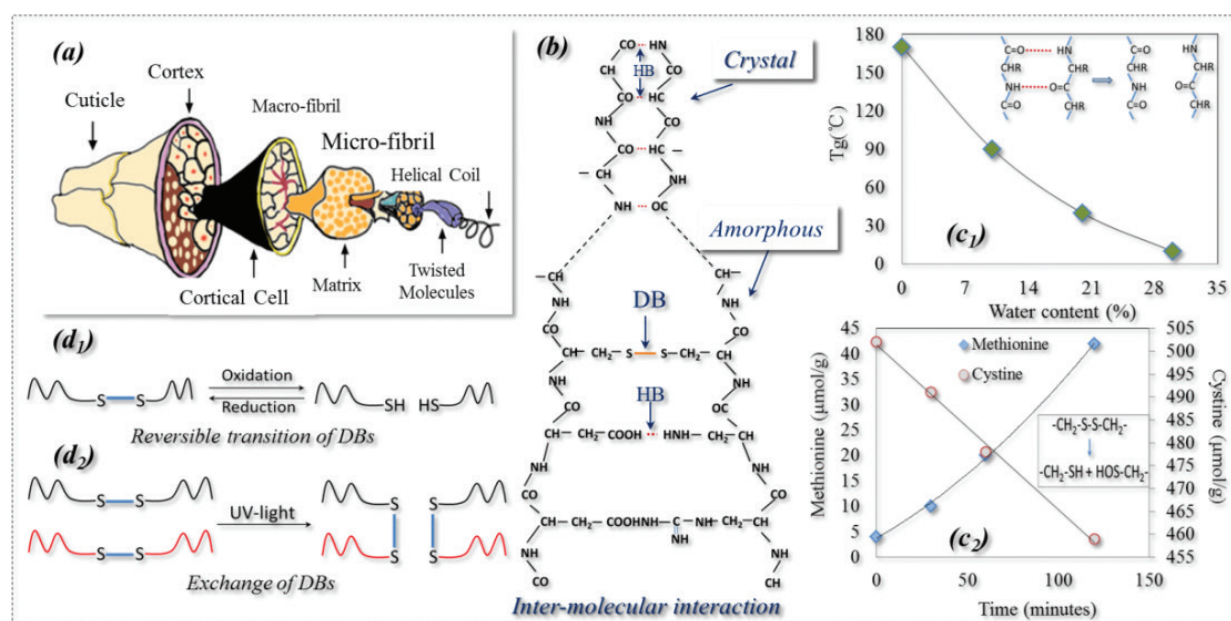 (a)
Cortex
Cuticle
Macro-fibril
Micro-fibril
Helical Coil
Cortical Cell
Matrix
Twisted
Molecules
(b)
CO HN
CH HB CO
CO HC
NH CO
CO HC –
– CH NH
NH OC
Crystal
Amorphous
–CH CH–
NH DB NH
CO CO
CH–CH₂–S–S–CH₂–CH
NH NH
CO HB OC
CH–CH₂–COOH HNH–CH₂–CH
NH NH
CO CO
CH–CH₂–COOHNH–C–NH–CH₂–CH
NH
NH NH
CO CH
Inter-molecular interaction
(c₁)
Tg(℃)
180
150
120
90
60
30
0
0 7 14 21 28 35
Water content (%)
C=O HN C=O HN
CHR CHR CHR CHR
NH O=C NH O=C
C=O CHR C=O CHR
(c₂)
Methionine
Cystine
Methionine (μmol/g)
45
40
35
30
25
20
15
10
5
0
0 50 100 150
Time (minutes)
505
500
495
490
485
480
475
470
465
460
455
Cystine (μmol/g)
-CH₂-S-S-CH₂-
-CH₂-SH + HOS-CH₂-
(d₁)
S S
Oxidation
Reduction
SH HS
Reversible transition of DBs
(d₂)
S S
S S
UV-light
S S
S S
Exchange of DBs